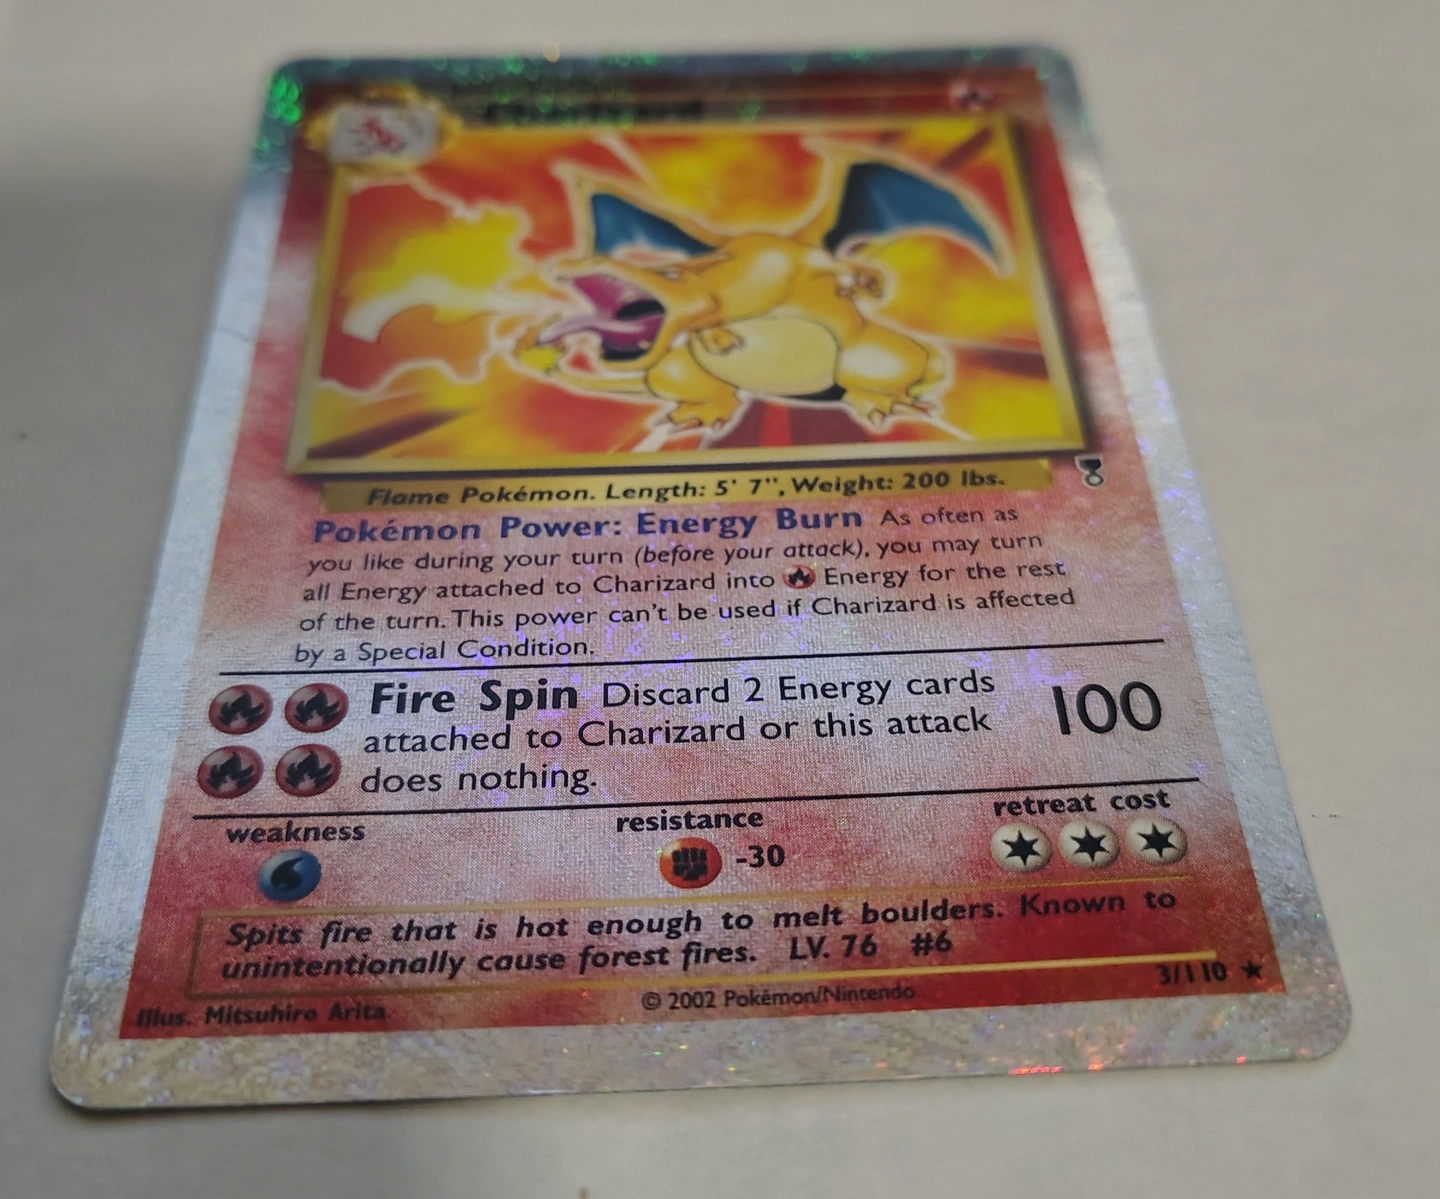 Charizard
Flame Pokémon. Length: 5' 7", Weight: 200 lbs.
Pokémon Power: Energy Burn As often as
you like during your turn (before your attack), you may turn
all Energy attached to Charizard into Energy for the rest
of the turn. This power can't be used if Charizard is affected
by a Special Condition.
Fire Spin Discard 2 Energy cards
attached to Charizard or this attack
does nothing.
100
weakness
resistance
-30
retreat cost
Spits fire that is hot enough to melt boulders. Known to
unintentionally cause forest fires. LV. 76 #6
Illus. Mitsuhiro Arita
© 2002 Pokémon/Nintendo
3/110 ★